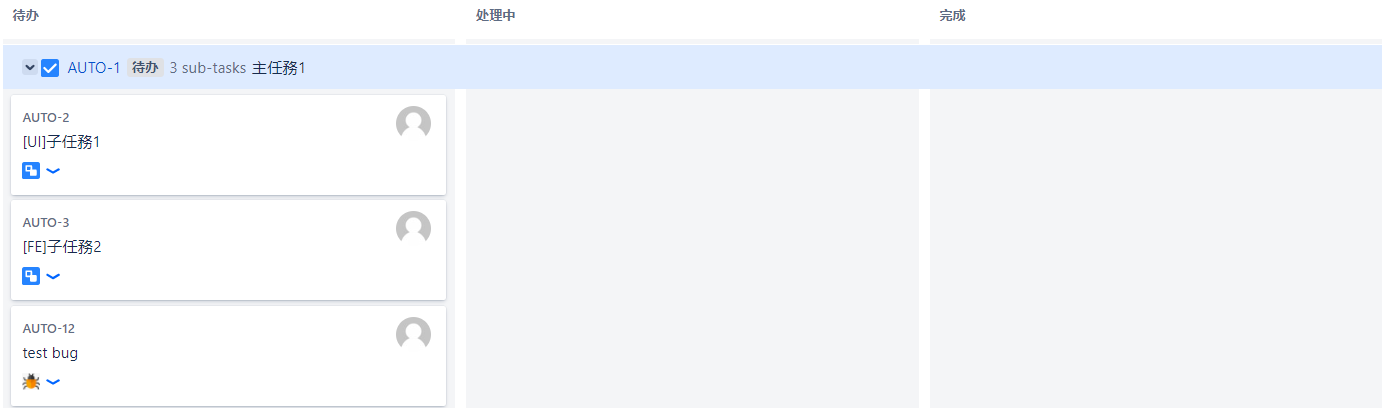 待办
处理中
完成
AUTO-1 待办 3 sub-tasks 主任務1
AUTO-2
[UI]子任務1
AUTO-3
[FE]子任務2
AUTO-12
test bug